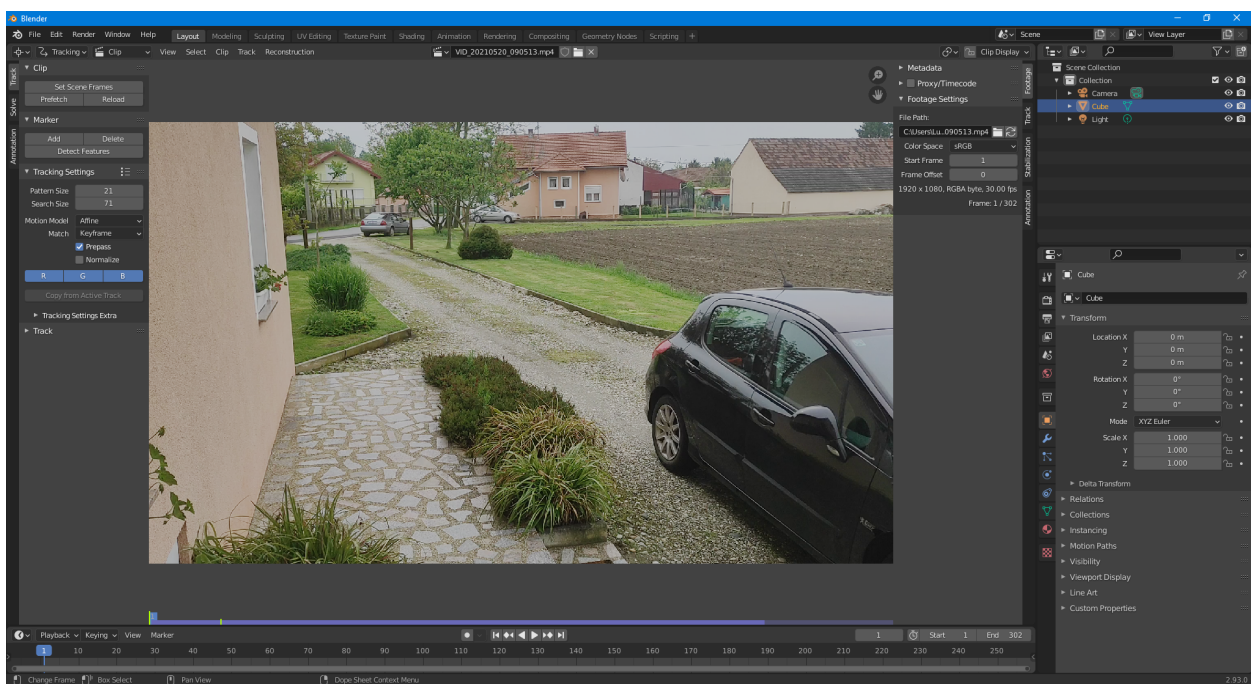 Blender
File Edit Render Window Help Layout Modeling Sculpting UV Editing Texture Paint Shading Animation Rendering Compositing Geometry Nodes Scripting + Scene View Layer
Tracking Clip View Select Clip Track Reconstruction VID_20210520_090513.mp4 Clip Display
Track
Solve
Annotation
Clip
Set Scene Frames
Prefetch Reload
Marker
Add Delete
Detect Features
Tracking Settings
Pattern Size 21
Search Size 71
Motion Model Affine
Match Keyframe
Prepass
Normalize
R G B
Copy from Active Track
Tracking Settings Extra
Track
Metadata
Proxy/Timecode
Footage Settings
File Path:
C:\Users\Lu..090513.mp4
Color Space sRGB
Start Frame 1
Frame Offset 0
1920 x 1080, RGBA byte, 30.00 fps
Frame: 1 / 302
Footage
Track
Stabilization
Annotation
Scene Collection
Collection
Camera
Cube
Light
Cube
Cube
Transform
Location X 0 m
Y 0 m
Z 0 m
Rotation X 0°
Y 0°
Z 0°
Mode XYZ Euler
Scale X 1.000
Y 1.000
Z 1.000
Delta Transform
Relations
Collections
Instancing
Motion Paths
Visibility
Viewport Display
Line Art
Custom Properties
Playback Keying View Marker 1 Start 1 End 302
1 10 20 30 40 50 60 70 80 90 100 110 120 130 140 150 160 170 180 190 200 210 220 230 240 250
Change Frame Box Select Pan View Dope Sheet Context Menu 2.93.0